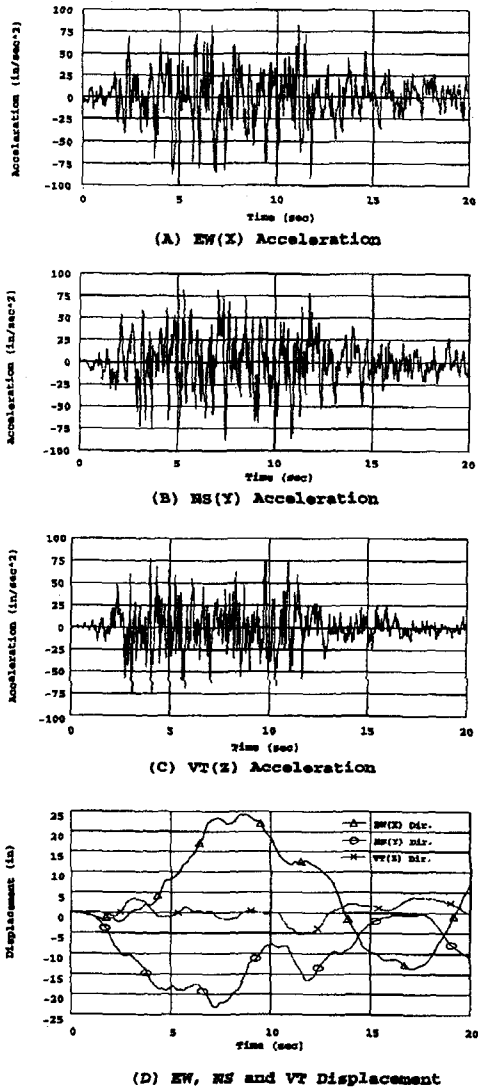 100
75
50
25
0
-25
-50
-75
-100
Acceleration (in/sec^2)
0 5 10 15 20
Time (sec)
(A) EW(X) Acceleration
100
75
50
25
0
-25
-50
-75
-100
Acceleration (in/sec^2)
0 5 10 15 20
Time (sec)
(B) NS(Y) Acceleration
100
75
50
25
0
-25
-50
-75
-100
Acceleration (in/sec^2)
0 5 10 15 20
Time (sec)
(C) VT(Z) Acceleration
25
20
15
10
5
0
-5
-10
-15
-20
-25
Displacement (in)
EW(X) Dir.
NS(Y) Dir.
VT(Z) Dir.
0 5 10 15 20
Time (sec)
(D) EW, NS and VT Displacement